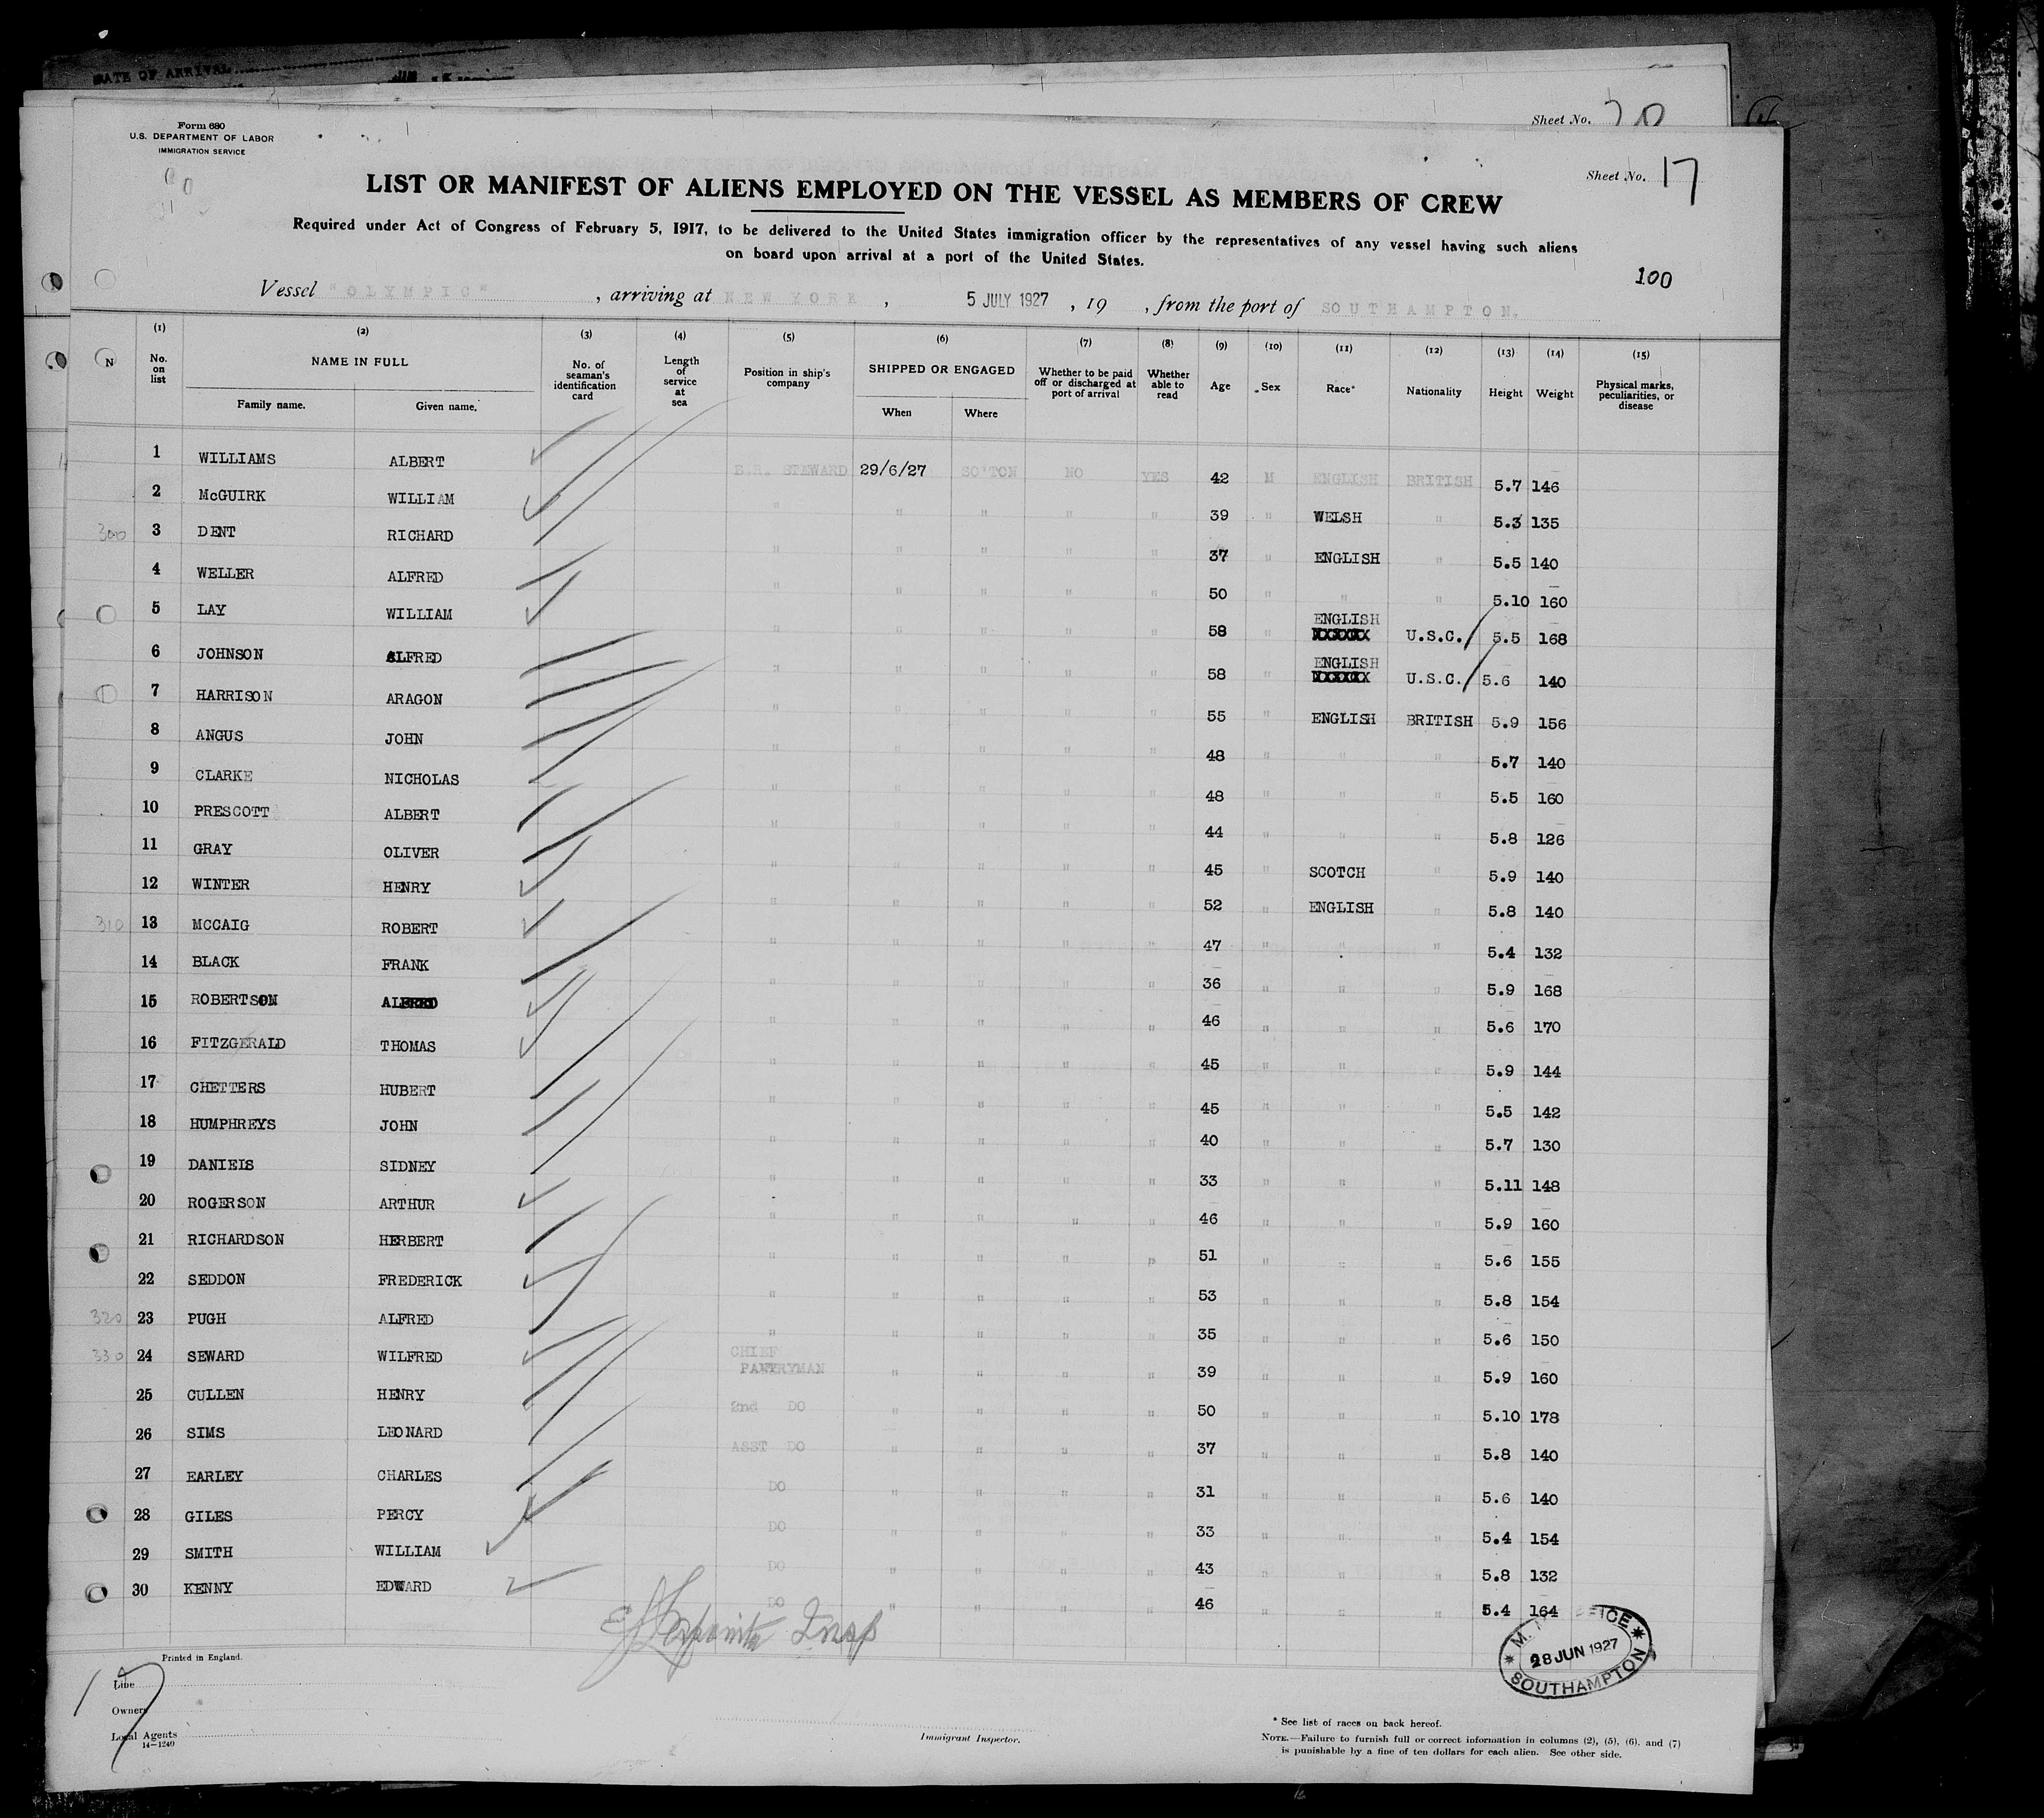 DATE OF ARRIVAL
Sheet No. 20
Form 680
U.S. DEPARTMENT OF LABOR
IMMIGRATION SERVICE
Sheet No. 17
LIST OR MANIFEST OF ALIENS EMPLOYED ON THE VESSEL AS MEMBERS OF CREW
Required under Act of Congress of February 5, 1917, to be delivered to the United States immigration officer by the representatives of any vessel having such aliens
on board upon arrival at a port of the United States.
100
Vessel "OLYMPIC" , arriving at NEW YORK , 5 JULY 1927 , 19 , from the port of SOUTHAMPTON.
(1) (2) (3) (4) (5) (6) (7) (8) (9) (10) (11) (12) (13) (14) (15)
N No. on list NAME IN FULL Family name. Given name. No. of seaman's identification card Length of service at sea Position in ship's company SHIPPED OR ENGAGED When Where Whether to be paid off or discharged at port of arrival Whether able to read Age Sex Race* Nationality Height Weight Physical marks, peculiarities, or disease
1 WILLIAMS ALBERT B.R. STEWARD 29/6/27 SO'TON NO YES 42 M ENGLISH BRITISH 5.7 146
2 McGUIRK WILLIAM " " " " " 39 " WELSH " 5.3 135
300 3 DENT RICHARD " " " " " 37 " ENGLISH " 5.5 140
4 WELLER ALFRED " " " " " 50 " " " 5.10 160
5 LAY WILLIAM " " " " " 58 " ENGLISH U.S.C. 5.5 168
6 JOHNSON ALFRED " " " " " 58 " ENGLISH U.S.C. 5.6 140
7 HARRISON ARAGON " " " " " 55 " ENGLISH BRITISH 5.9 156
8 ANGUS JOHN " " " " " 48 " " " 5.7 140
9 CLARKE NICHOLAS " " " " " 48 " " " 5.5 160
10 PRESCOTT ALBERT " " " " " 44 " " " 5.8 126
11 GRAY OLIVER " " " " " 45 " SCOTCH " 5.9 140
12 WINTER HENRY " " " " " 52 " ENGLISH " 5.8 140
310 13 MCCAIG ROBERT " " " " " 47 " " " 5.4 132
14 BLACK FRANK " " " " " 36 " " " 5.9 168
15 ROBERTSON ALFRED " " " " " 46 " " " 5.6 170
16 FITZGERALD THOMAS " " " " " 45 " " " 5.9 144
17 CHETTERS HUBERT " " " " " 45 " " " 5.5 142
18 HUMPHREYS JOHN " " " " " 40 " " " 5.7 130
19 DANIELS SIDNEY " " " " " 33 " " " 5.11 148
20 ROGERSON ARTHUR " " " " " 46 " " " 5.9 160
21 RICHARDSON HERBERT " " " " " 51 " " " 5.6 155
22 SEDDON FREDERICK " " " " " 53 " " " 5.8 154
320 23 PUGH ALFRED " " " " " 35 " " " 5.6 150
330 24 SEWARD WILFRED CHIEF PANTRYMAN " " " " 39 " " " 5.9 160
25 CULLEN HENRY 2nd DO " " " " 50 " " " 5.10 178
26 SIMS LEONARD ASST DO " " " " 37 " " " 5.8 140
27 EARLEY CHARLES DO " " " " 31 " " " 5.6 140
28 GILES PERCY DO " " " " 33 " " " 5.4 154
29 SMITH WILLIAM DO " " " " 43 " " " 5.8 132
30 KENNY EDWARD DO " " " " 46 " " " 5.4 164
Insp
28 JUN 1927
SOUTHAMPTON
Printed in England.
17
Line
Owners
Local Agents
14—1240
Immigrant Inspector.
* See list of races on back hereof.
NOTE.—Failure to furnish full or correct information in columns (2), (5), (6), and (7)
is punishable by a fine of ten dollars for each alien. See other side.